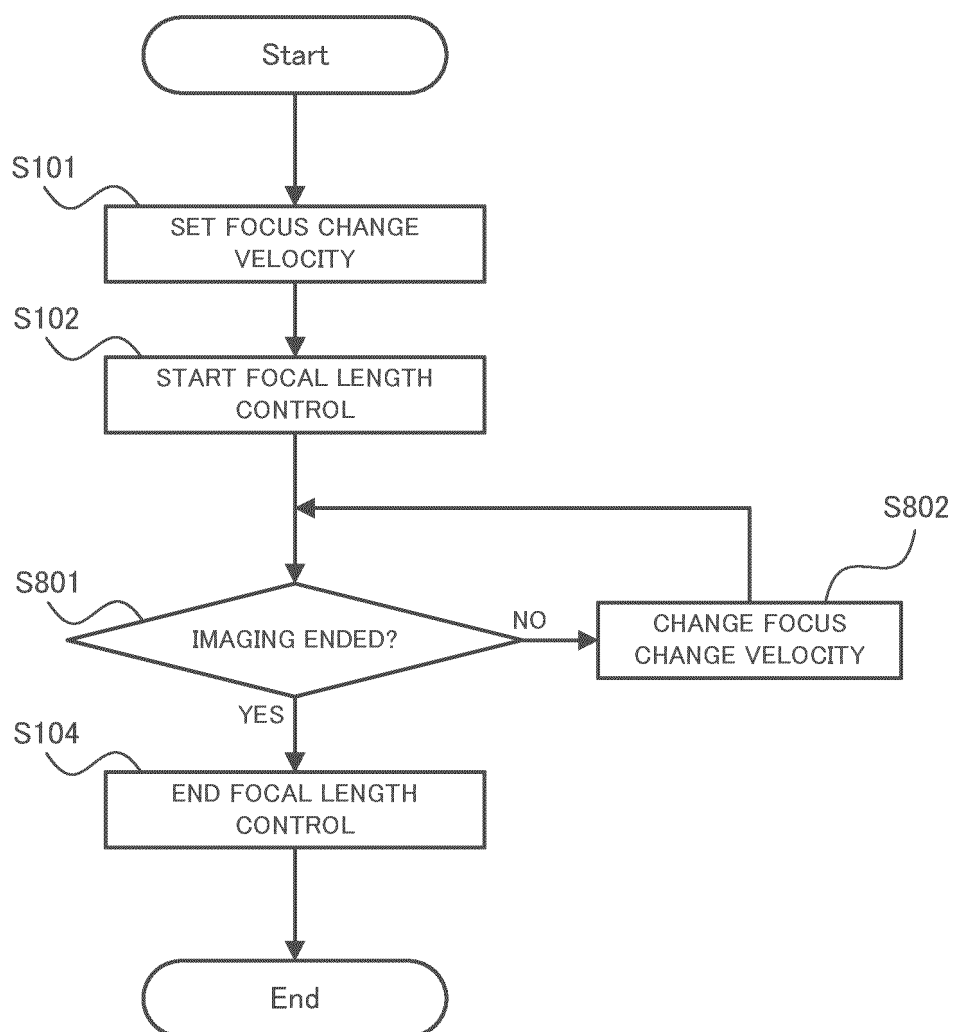 Start
S101
SET FOCUS CHANGE
VELOCITY
S102
START FOCAL LENGTH
CONTROL
S802
S801
IMAGING ENDED?
NO
CHANGE FOCUS
CHANGE VELOCITY
YES
S104
END FOCAL LENGTH
CONTROL
End